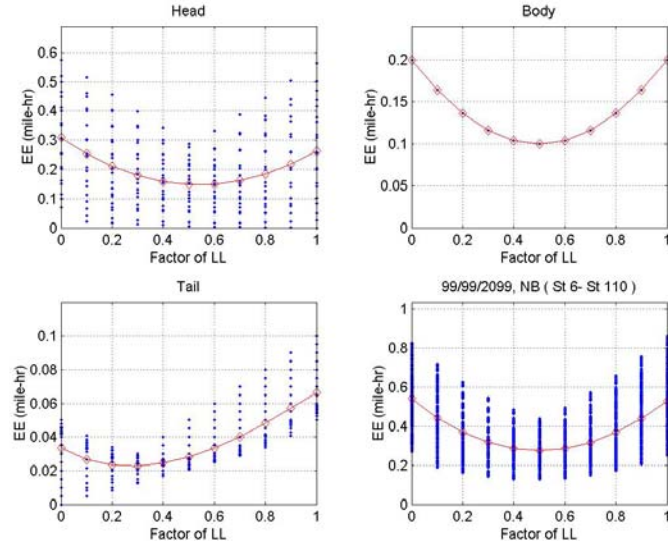 Head
EE (mile-hr)
0.6
0.5
0.4
0.3
0.2
0.1
0
0 0.2 0.4 0.6 0.8 1
Factor of LL
Body
EE (mile-hr)
0.2
0.15
0.1
0.05
0
0 0.2 0.4 0.6 0.8 1
Factor of LL
Tail
EE (mile-hr)
0.1
0.08
0.06
0.04
0.02
0
0 0.2 0.4 0.6 0.8 1
Factor of LL
99/99/2099, NB ( St 6- St 110 )
EE (mile-hr)
1
0.8
0.6
0.4
0.2
0
0 0.2 0.4 0.6 0.8 1
Factor of LL